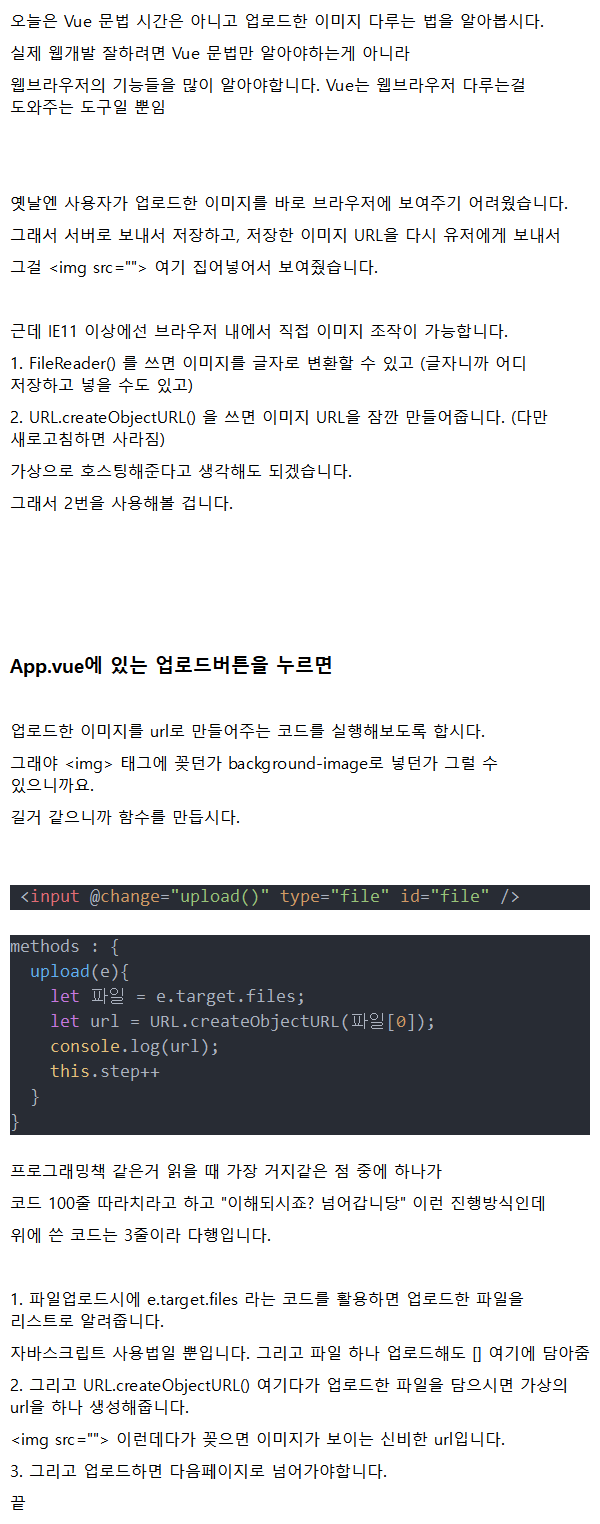 오늘은 Vue 문법 시간은 아니고 업로드한 이미지 다루는 법을 알아봅시다.
실제 웹개발 잘하려면 Vue 문법만 알아야하는게 아니라
웹브라우저의 기능들을 많이 알아야합니다. Vue는 웹브라우저 다루는걸
도와주는 도구일 뿐임
옛날엔 사용자가 업로드한 이미지를 바로 브라우저에 보여주기 어려웠습니다.
그래서 서버로 보내서 저장하고, 저장한 이미지 URL을 다시 유저에게 보내서
그걸 <img src=""> 여기 집어넣어서 보여줬습니다.
근데 IE11 이상에선 브라우저 내에서 직접 이미지 조작이 가능합니다.
1. FileReader() 를 쓰면 이미지를 글자로 변환할 수 있고 (글자니까 어디
저장하고 넣을 수도 있고)
2. URL.createObjectURL() 을 쓰면 이미지 URL을 잠깐 만들어줍니다. (다만
새로고침하면 사라짐)
가상으로 호스팅해준다고 생각해도 되겠습니다.
그래서 2번을 사용해볼 겁니다.
App.vue에 있는 업로드버튼을 누르면
업로드한 이미지를 url로 만들어주는 코드를 실행해보도록 합시다.
그래야 <img> 태그에 꽂던가 background-image로 넣던가 그럴 수
있으니까요.
길거 같으니까 함수를 만듭시다.
<input @change="upload()" type="file" id="file" />
methods : {
upload(e){
let 파일 = e.target.files;
let url = URL.createObjectURL(파일[0]);
console.log(url);
this.step++
}
}
프로그래밍책 같은거 읽을 때 가장 거지같은 점 중에 하나가
코드 100줄 따라치라고 하고 "이해되시죠? 넘어갑니당" 이런 진행방식인데
위에 쓴 코드는 3줄이라 다행입니다.
1. 파일업로드시에 e.target.files 라는 코드를 활용하면 업로드한 파일을
리스트로 알려줍니다.
자바스크립트 사용법일 뿐입니다. 그리고 파일 하나 업로드해도 [] 여기에 담아줌
2. 그리고 URL.createObjectURL() 여기다가 업로드한 파일을 담으시면 가상의
url을 하나 생성해줍니다.
<img src=""> 이런데다가 꽂으면 이미지가 보이는 신비한 url입니다.
3. 그리고 업로드하면 다음페이지로 넘어가야합니다.
끝